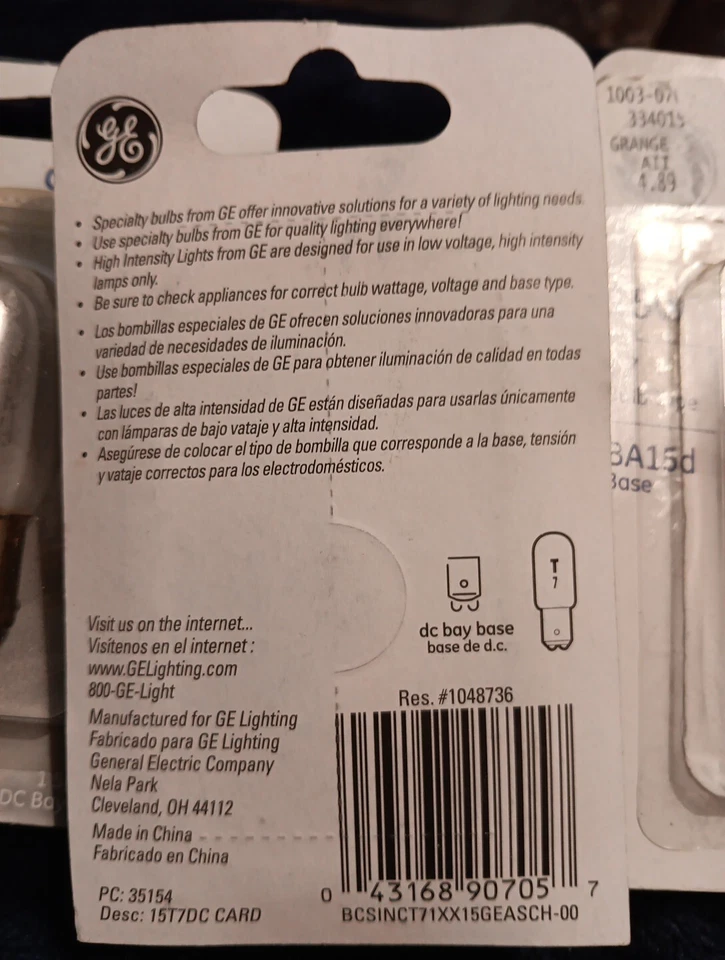 GE
• Specialty bulbs from GE offer innovative solutions for a variety of lighting needs.
• Use specialty bulbs from GE for quality lighting everywhere!
• High Intensity Lights from GE are designed for use in low voltage, high intensity
lamps only.
• Be sure to check appliances for correct bulb wattage, voltage and base type.
• Los bombillas especiales de GE ofrecen soluciones innovadoras para una
variedad de necesidades de iluminación.
• Use bombillas especiales de GE para obtener iluminación de calidad en todas
partes!
• Las luces de alta intensidad de GE están diseñadas para usarlas únicamente
con lámparas de bajo vataje y alta intensidad.
• Asegúrese de colocar el tipo de bombilla que corresponde a la base, tensión
y vataje correctos para los electrodomésticos.
T
7
dc bay base
base de d.c.
Visit us on the internet...
Visítenos en el internet :
www.GELighting.com
800-GE-Light
Manufactured for GE Lighting
Fabricado para GE Lighting
General Electric Company
Nela Park
Cleveland, OH 44112
Made in China
Fabricado en China
PC: 35154
Desc: 15T7DC CARD
Res. #1048736
0 43168 90705 7
BCSINCT71XX15GEASCH-00
334015
GRANGE
4.89
BA15d
Base
DC Ba